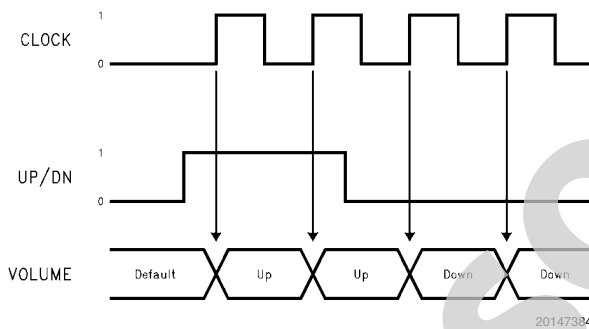 CLOCK
1
0
UP/DN
1
0
VOLUME
Default Up Up Down Down
20147384